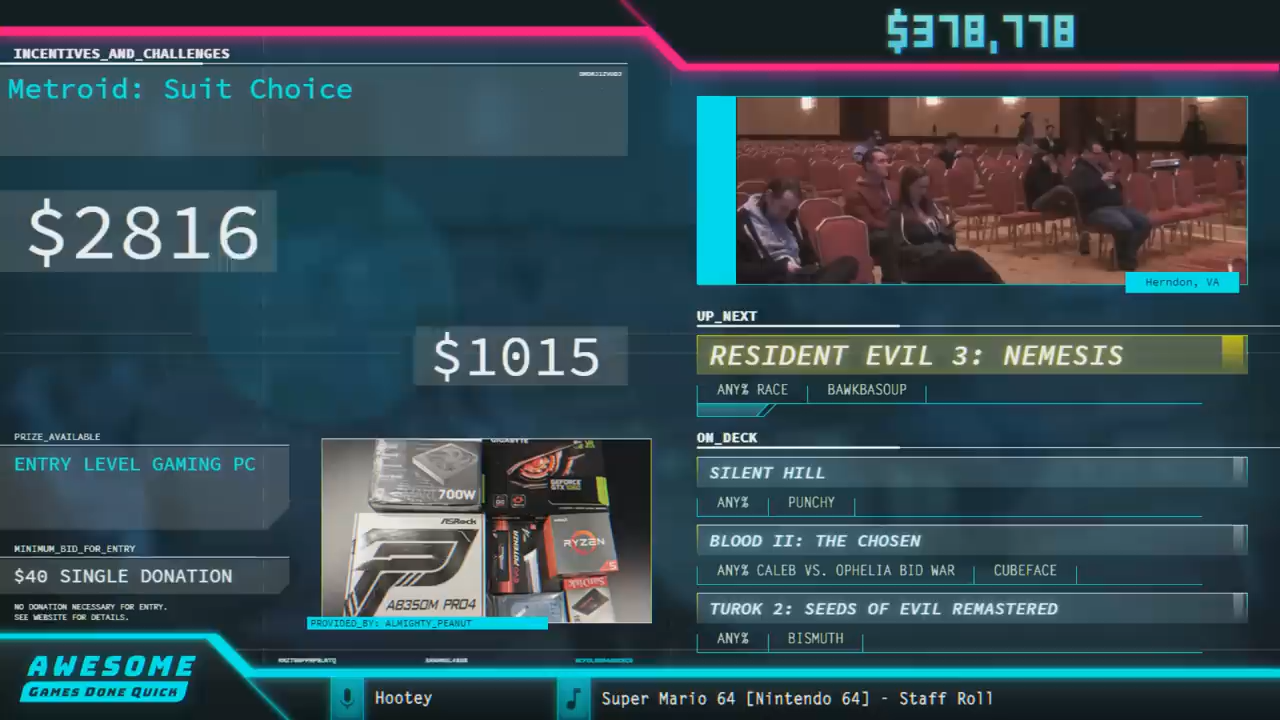 $378,778
INCENTIVES_AND_CHALLENGES
Metroid: Suit Choice
$2816
$1015
Herndon, VA
UP_NEXT
RESIDENT EVIL 3: NEMESIS
ANY% RACE BAWKBASOUP
ON_DECK
SILENT HILL
ANY% PUNCHY
BLOOD II: THE CHOSEN
ANY% CALEB VS. OPHELIA BID WAR CUBEFACE
TUROK 2: SEEDS OF EVIL REMASTERED
ANY% BISMUTH
PRIZE_AVAILABLE
ENTRY LEVEL GAMING PC
MINIMUM_BID_FOR_ENTRY
$40 SINGLE DONATION
NO DONATION NECESSARY FOR ENTRY.
SEE WEBSITE FOR DETAILS.
GIGABYTE
700W
GEFORCE
ASRock
RYZEN
SanDisk
AB350M PRO4
PROVIDED_BY: ALMIGHTY_PEANUT
AWESOME
GAMES DONE QUICK
Hootey
Super Mario 64 [Nintendo 64] - Staff Roll